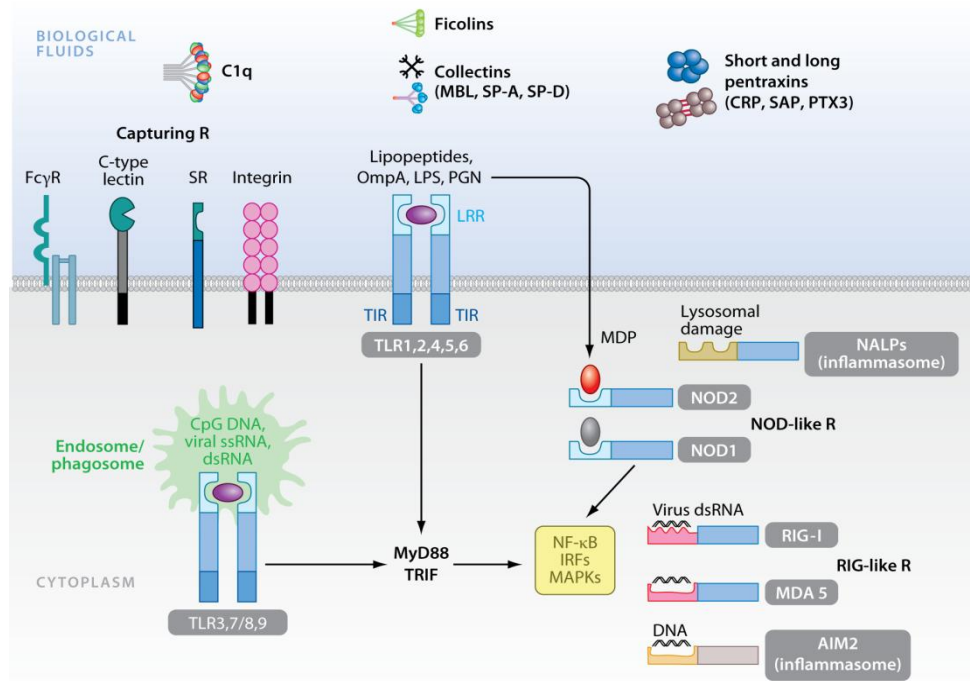 BIOLOGICAL
FLUIDS
C1q
Ficolins
Collectins
(MBL, SP-A, SP-D)
Short and long
pentraxins
(CRP, SAP, PTX3)
Capturing R
FcγR
C-type
lectin
SR
Integrin
Lipopeptides,
OmpA, LPS, PGN
LRR
TIR
TIR
TLR1,2,4,5,6
MDP
Lysosomal
damage
NALPs
(inflammasome)
NOD2
NOD-like R
NOD1
Endosome/
phagosome
CpG DNA,
viral ssRNA,
dsRNA
TLR3,7/8,9
CYTOPLASM
MyD88
TRIF
NF-κB
IRFs
MAPKs
Virus dsRNA
RIG-I
RIG-like R
MDA 5
DNA
AIM2
(inflammasome)